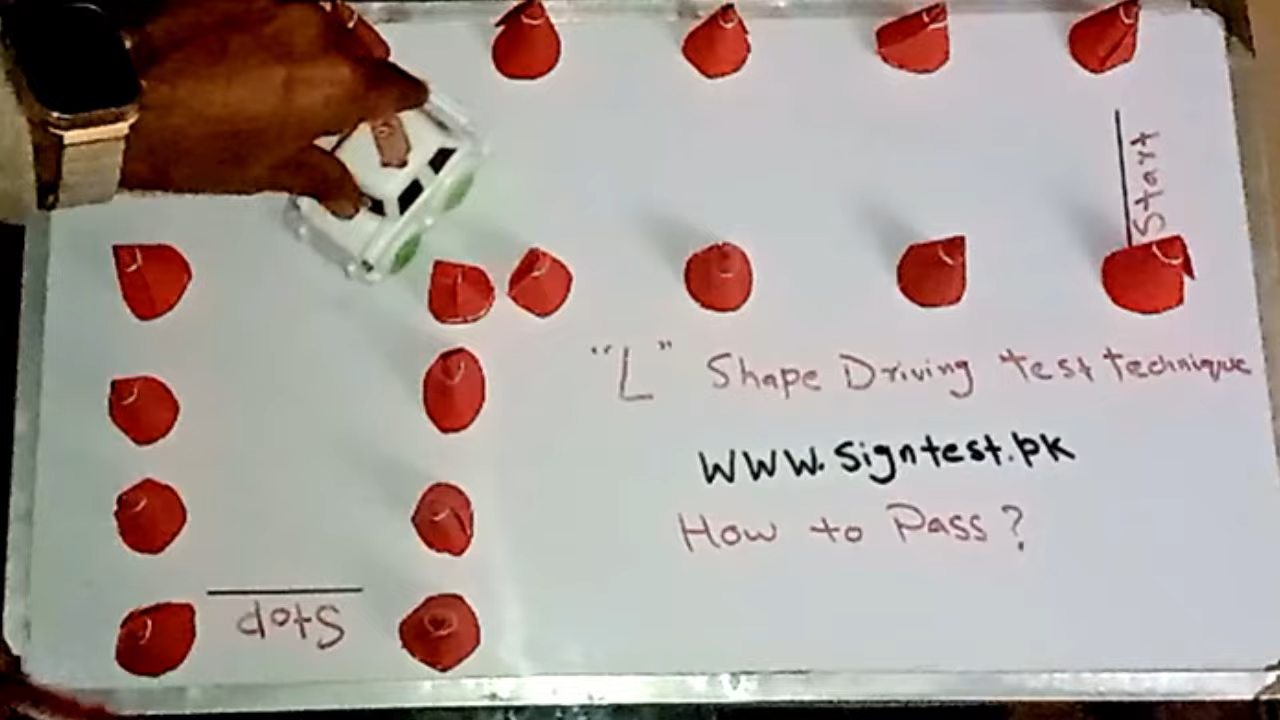 Start
"L" Shape Driving test technique
www.Signtest.pk
How to Pass?
Stop